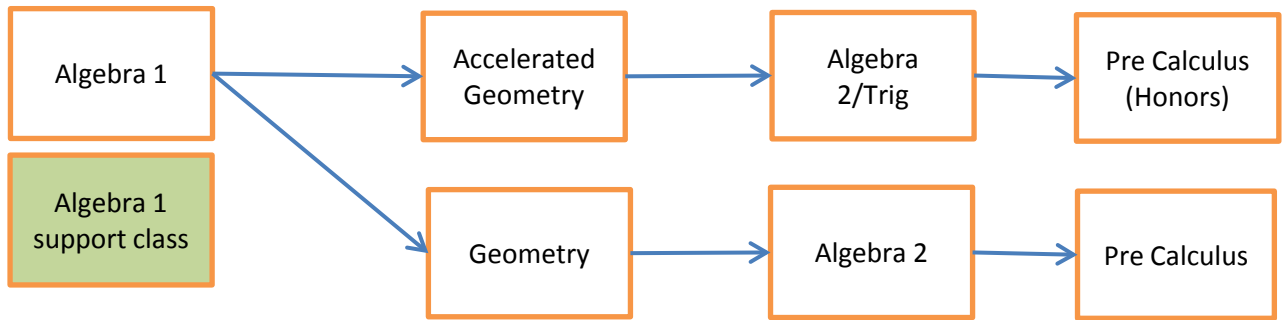 Algebra 1
Accelerated
Geometry
Algebra
2/Trig
Pre Calculus
(Honors)
Algebra 1
support class
Geometry
Algebra 2
Pre Calculus